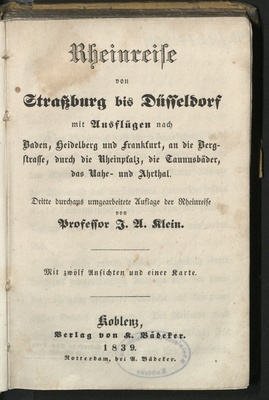 Rheinreise
von
Straßburg bis Düsseldorf
mit Ausflügen nach
Baden, Heidelberg und Frankfurt, an die Berg-
strasse, durch die Rheinpfalz, die Taunusbäder,
das Nahe- und Ahrthal.
Dritte durchaus umgearbeitete Auflage der Rheinreise
von
Professor J. A. Klein.
Mit zwölf Ansichten und einer Karte.
Koblenz,
Verlag von K. Bädeker.
1839.
Rotterdam, bei A. Bädeker.